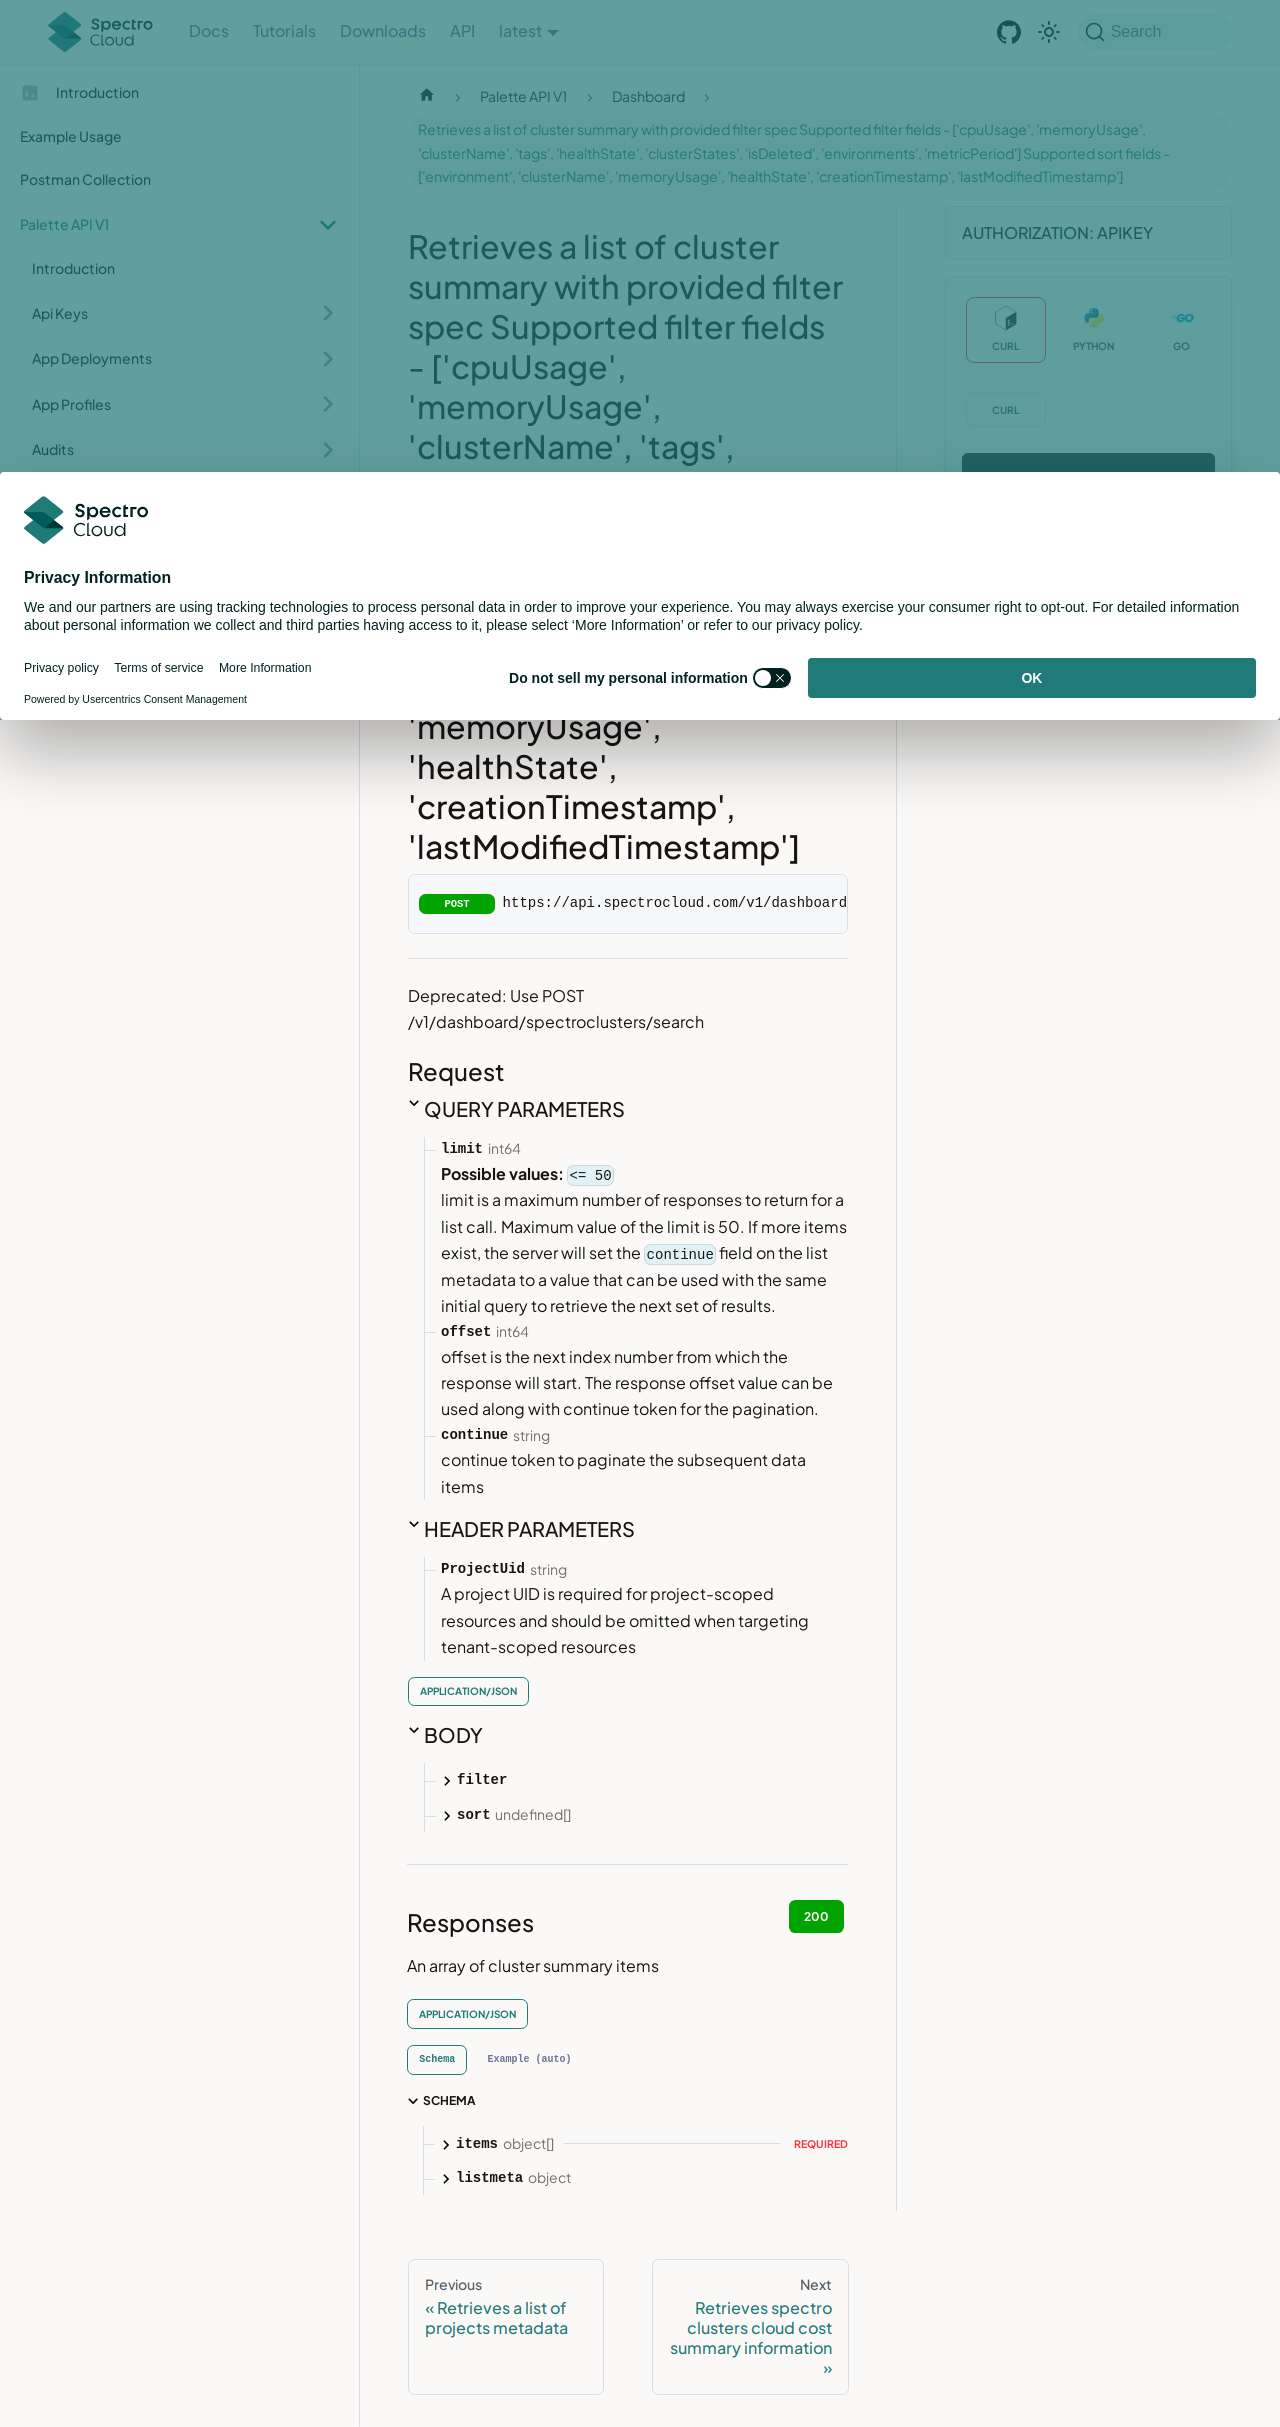 Spectro
Cloud
Docs
Tutorials
Downloads
API
latest
Search
Introduction
Example Usage
Postman Collection
Palette API V1
Introduction
Api Keys
App Deployments
App Profiles
Audits
Palette API V1
Dashboard
Retrieves a list of cluster summary with provided filter spec Supported filter fields - ['cpuUsage', 'memoryUsage',
'clusterName', 'tags', 'healthState', 'clusterStates', 'isDeleted', 'environments', 'metricPeriod'] Supported sort fields -
['environment', 'clusterName', 'memoryUsage', 'healthState', 'creationTimestamp', 'lastModifiedTimestamp']
Retrieves a list of cluster
summary with provided filter
spec Supported filter fields
- ['cpuUsage',
'memoryUsage',
'clusterName', 'tags',
AUTHORIZATION: APIKEY
CURL
PYTHON
GO
CURL
Spectro
Cloud
Privacy Information
We and our partners are using tracking technologies to process personal data in order to improve your experience. You may always exercise your consumer right to opt-out. For detailed information
about personal information we collect and third parties having access to it, please select ‘More Information’ or refer to our privacy policy.
Privacy policy
Terms of service
More Information
Powered by Usercentrics Consent Management
Do not sell my personal information
OK
'memoryUsage',
'healthState',
'creationTimestamp',
'lastModifiedTimestamp']
POST
https://api.spectrocloud.com/v1/dashboard
Deprecated: Use POST
/v1/dashboard/spectroclusters/search
Request
QUERY PARAMETERS
limit int64
Possible values: <= 50
limit is a maximum number of responses to return for a
list call. Maximum value of the limit is 50. If more items
exist, the server will set the continue field on the list
metadata to a value that can be used with the same
initial query to retrieve the next set of results.
offset int64
offset is the next index number from which the
response will start. The response offset value can be
used along with continue token for the pagination.
continue string
continue token to paginate the subsequent data
items
HEADER PARAMETERS
ProjectUid string
A project UID is required for project-scoped
resources and should be omitted when targeting
tenant-scoped resources
APPLICATION/JSON
BODY
filter
sort undefined[]
Responses
200
An array of cluster summary items
APPLICATION/JSON
Schema
Example (auto)
SCHEMA
items object[]
REQUIRED
listmeta object
Previous
« Retrieves a list of
projects metadata
Next
Retrieves spectro
clusters cloud cost
summary information
»